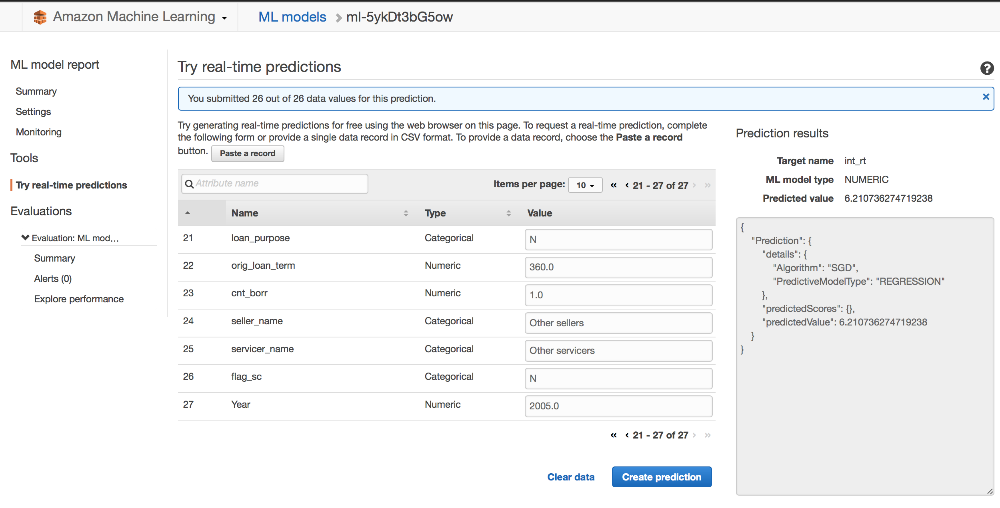 Amazon Machine Learning
ML models > ml-5ykDt3bG5ow
ML model report
Summary
Settings
Monitoring
Tools
Try real-time predictions
Evaluations
Evaluation: ML mod...
Summary
Alerts (0)
Explore performance
Try real-time predictions
?
You submitted 26 out of 26 data values for this prediction.
×
Try generating real-time predictions for free using the web browser on this page. To request a real-time prediction, complete
the following form or provide a single data record in CSV format. To provide a data record, choose the Paste a record
button. Paste a record
Attribute name
Items per page: 10 « ‹ 21 - 27 of 27 › »
Name Type Value
21 loan_purpose Categorical N
22 orig_loan_term Numeric 360.0
23 cnt_borr Numeric 1.0
24 seller_name Categorical Other sellers
25 servicer_name Categorical Other servicers
26 flag_sc Categorical N
27 Year Numeric 2005.0
« ‹ 21 - 27 of 27 › »
Clear data Create prediction
Prediction results
Target name int_rt
ML model type NUMERIC
Predicted value 6.210736274719238
{
"Prediction": {
"details": {
"Algorithm": "SGD",
"PredictiveModelType": "REGRESSION"
},
"predictedScores": {},
"predictedValue": 6.210736274719238
}
}